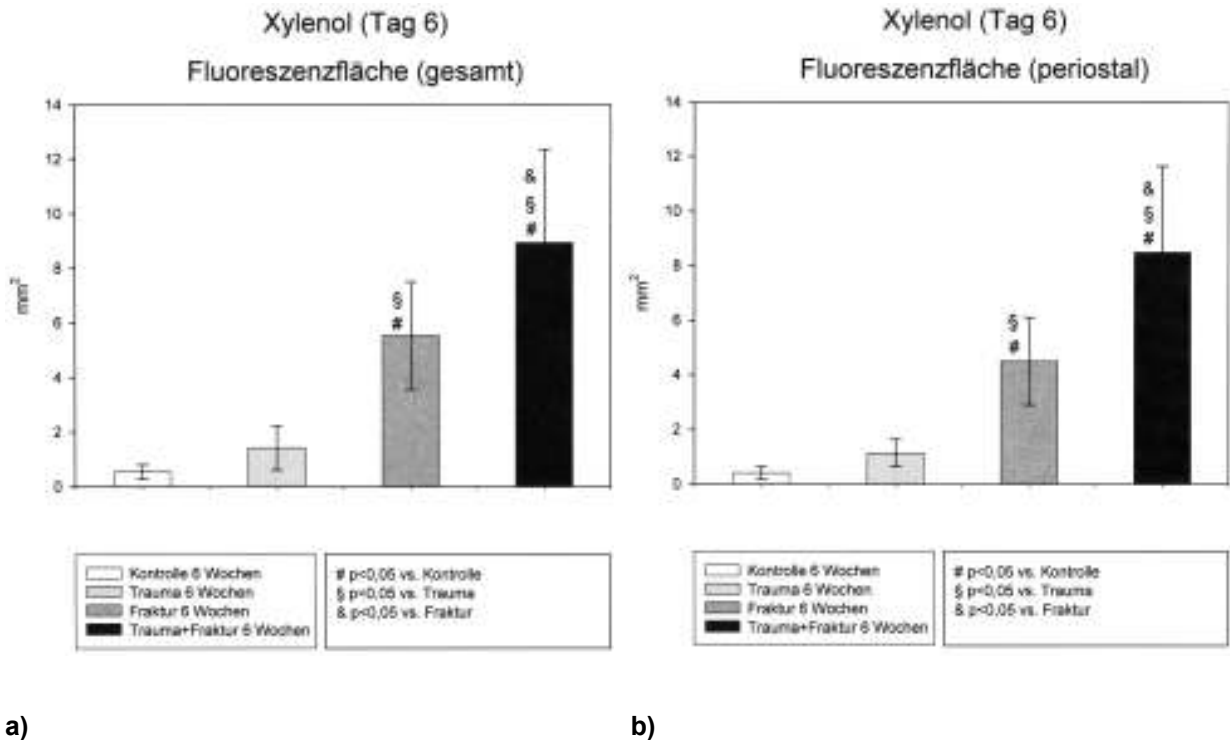 Xylenol (Tag 6)
Fluoreszenzfläche (gesamt)
14
12
10
8
6
4
2
0
mm²
§
#
&
§
#
Kontrolle 6 Wochen
Trauma 6 Wochen
Fraktur 6 Wochen
Trauma+Fraktur 6 Wochen
# p<0,05 vs. Kontrolle
§ p<0,05 vs. Trauma
& p<0,05 vs. Fraktur
a)
Xylenol (Tag 6)
Fluoreszenzfläche (periostal)
14
12
10
8
6
4
2
0
mm²
§
#
&
§
#
Kontrolle 6 Wochen
Trauma 6 Wochen
Fraktur 6 Wochen
Trauma+Fraktur 6 Wochen
# p<0,05 vs. Kontrolle
§ p<0,05 vs. Trauma
& p<0,05 vs. Fraktur
b)